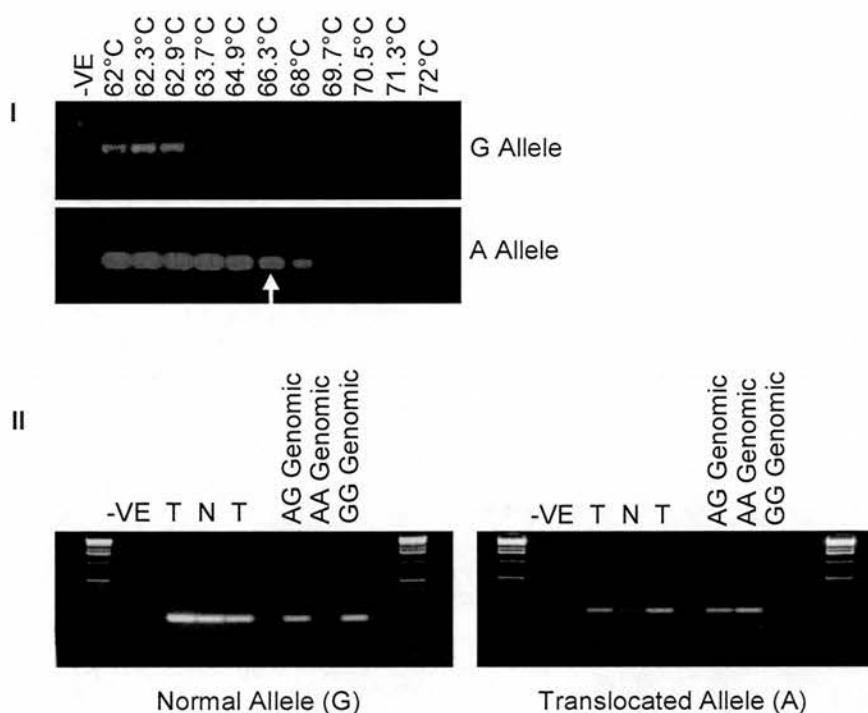 -VE 62°C 62.3°C 62.9°C 63.7°C 64.9°C 66.3°C 68°C 69.7°C 70.5°C 71.3°C 72°C
I
G Allele
A Allele
II
-VE T N T AG Genomic AA Genomic GG Genomic
-VE T N T AG Genomic AA Genomic GG Genomic
Normal Allele (G)
Translocated Allele (A)